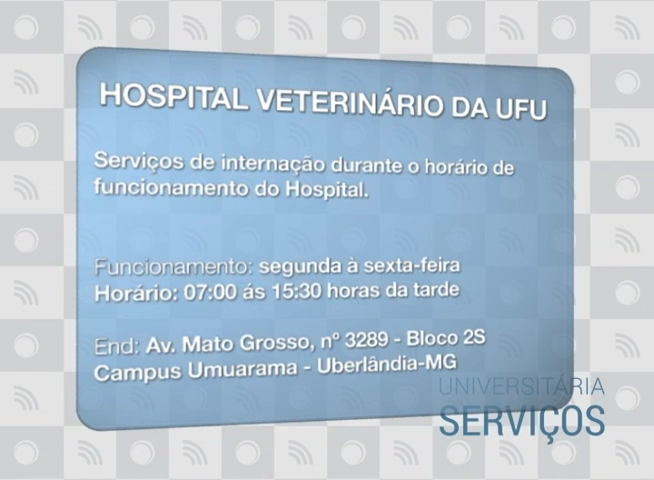 HOSPITAL VETERINÁRIO DA UFU
Serviços de internação durante o horário de
funcionamento do Hospital.
Funcionamento: segunda à sexta-feira
Horário: 07:00 ás 15:30 horas da tarde
End: Av. Mato Grosso, nº 3289 - Bloco 2S
Campus Umuarama - Uberlândia-MG
UNIVERSITÁRIA
SERVIÇOS